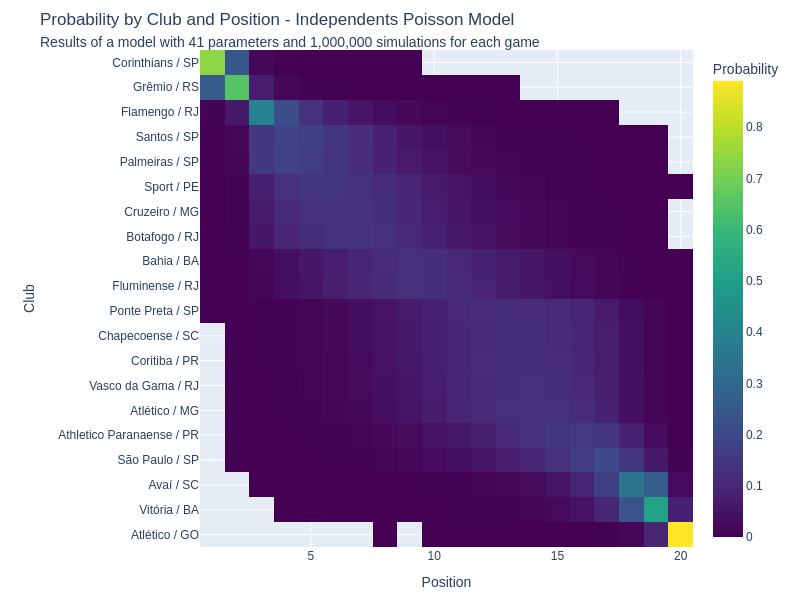 Probability by Club and Position - Independents Poisson Model
Results of a model with 41 parameters and 1,000,000 simulations for each game
Probability
Corinthians / SP
Grêmio / RS
Flamengo / RJ
Santos / SP
Palmeiras / SP
Sport / PE
Cruzeiro / MG
Botafogo / RJ
Bahia / BA
Fluminense / RJ
Ponte Preta / SP
Chapecoense / SC
Coritiba / PR
Vasco da Gama / RJ
Atlético / MG
Athletico Paranaense / PR
São Paulo / SP
Avaí / SC
Vitória / BA
Atlético / GO
Club
5
10
15
20
Position
0.8
0.7
0.6
0.5
0.4
0.3
0.2
0.1
0